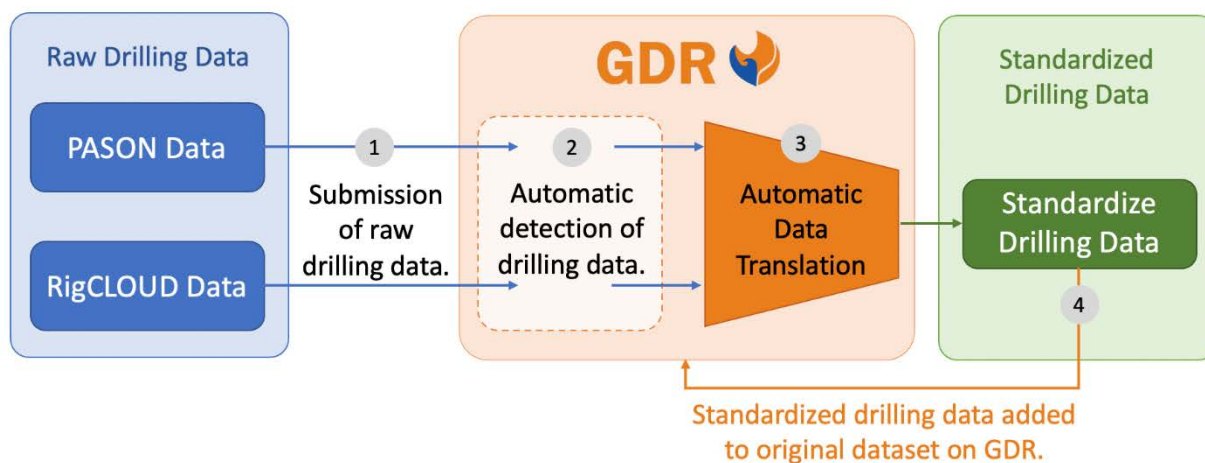 Raw Drilling Data
PASON Data
RigCLOUD Data
1
Submission
of raw
drilling data.
GDR
2
Automatic
detection of
drilling data.
3
Automatic
Data
Translation
Standardized
Drilling Data
Standardize
Drilling Data
4
Standardized drilling data added
to original dataset on GDR.